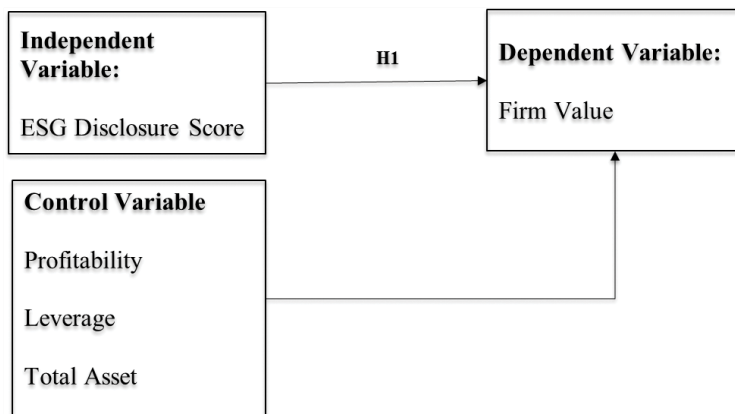 Independent
Variable:
ESG Disclosure Score
H1
Dependent Variable:
Firm Value
Control Variable
Profitability
Leverage
Total Asset